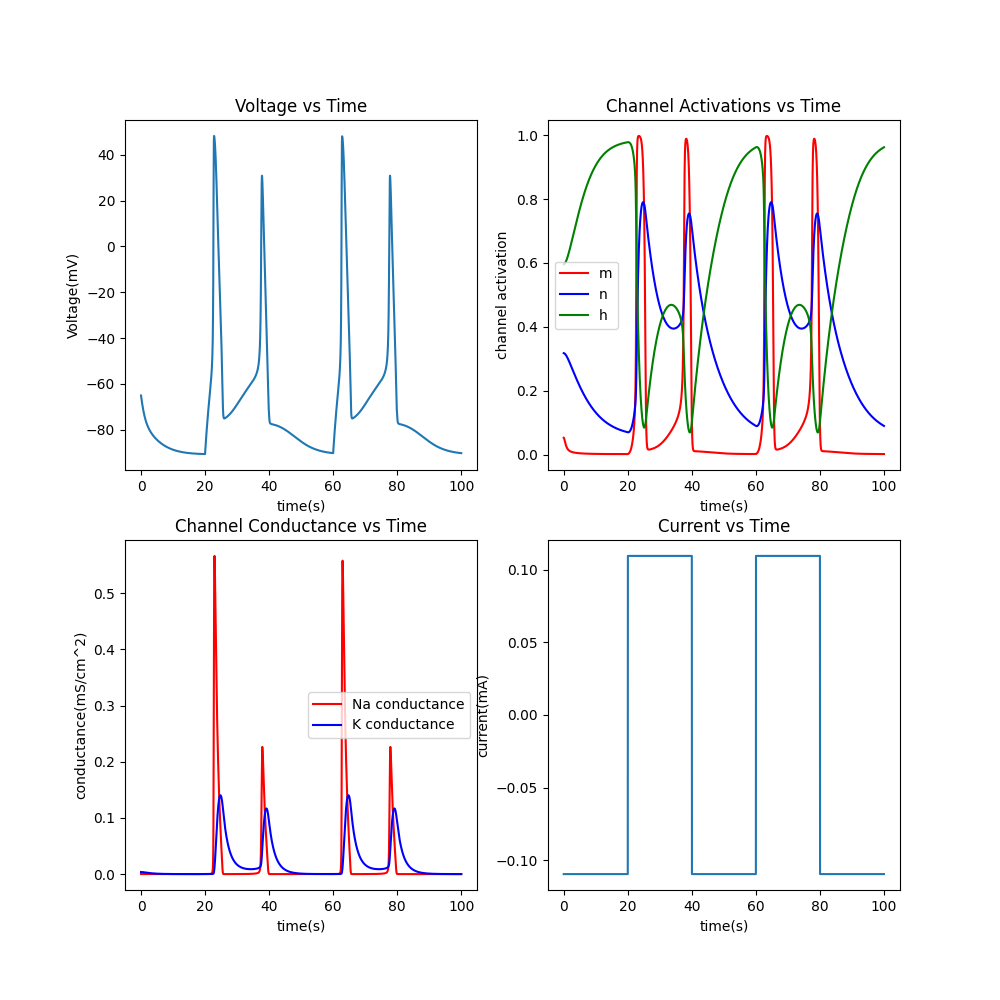 Voltage vs Time
Voltage(mV)
40
20
0
−20
−40
−60
−80
0 20 40 60 80 100
time(s)
Channel Activations vs Time
channel activation
1.0
0.8
0.6
0.4
0.2
0.0
m
n
h
0 20 40 60 80 100
time(s)
Channel Conductance vs Time
conductance(mS/cm^2)
0.5
0.4
0.3
0.2
0.1
0.0
Na conductance
K conductance
0 20 40 60 80 100
time(s)
Current vs Time
current(mA)
0.10
0.05
0.00
−0.05
−0.10
0 20 40 60 80 100
time(s)